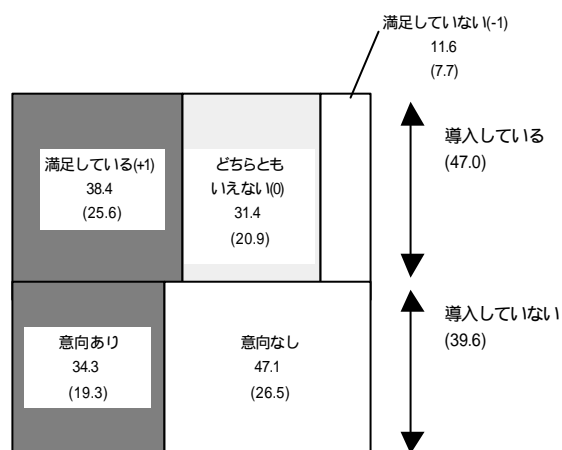 満足していない(-1)
11.6
(7.7)
満足している(+1)
38.4
(25.6)
どちらとも
いえない(0)
31.4
(20.9)
導入している
(47.0)
意向あり
34.3
(19.3)
意向なし
47.1
(26.5)
導入していない
(39.6)